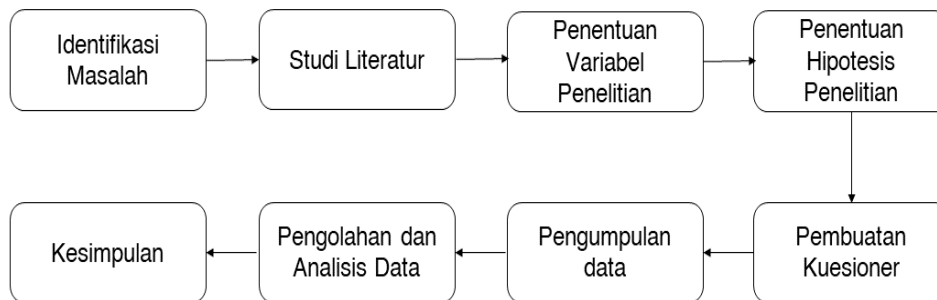 Identifikasi
Masalah
Studi Literatur
Penentuan
Variabel
Penelitian
Penentuan
Hipotesis
Penelitian
Pembuatan
Kuesioner
Pengumpulan
data
Pengolahan dan
Analisis Data
Kesimpulan